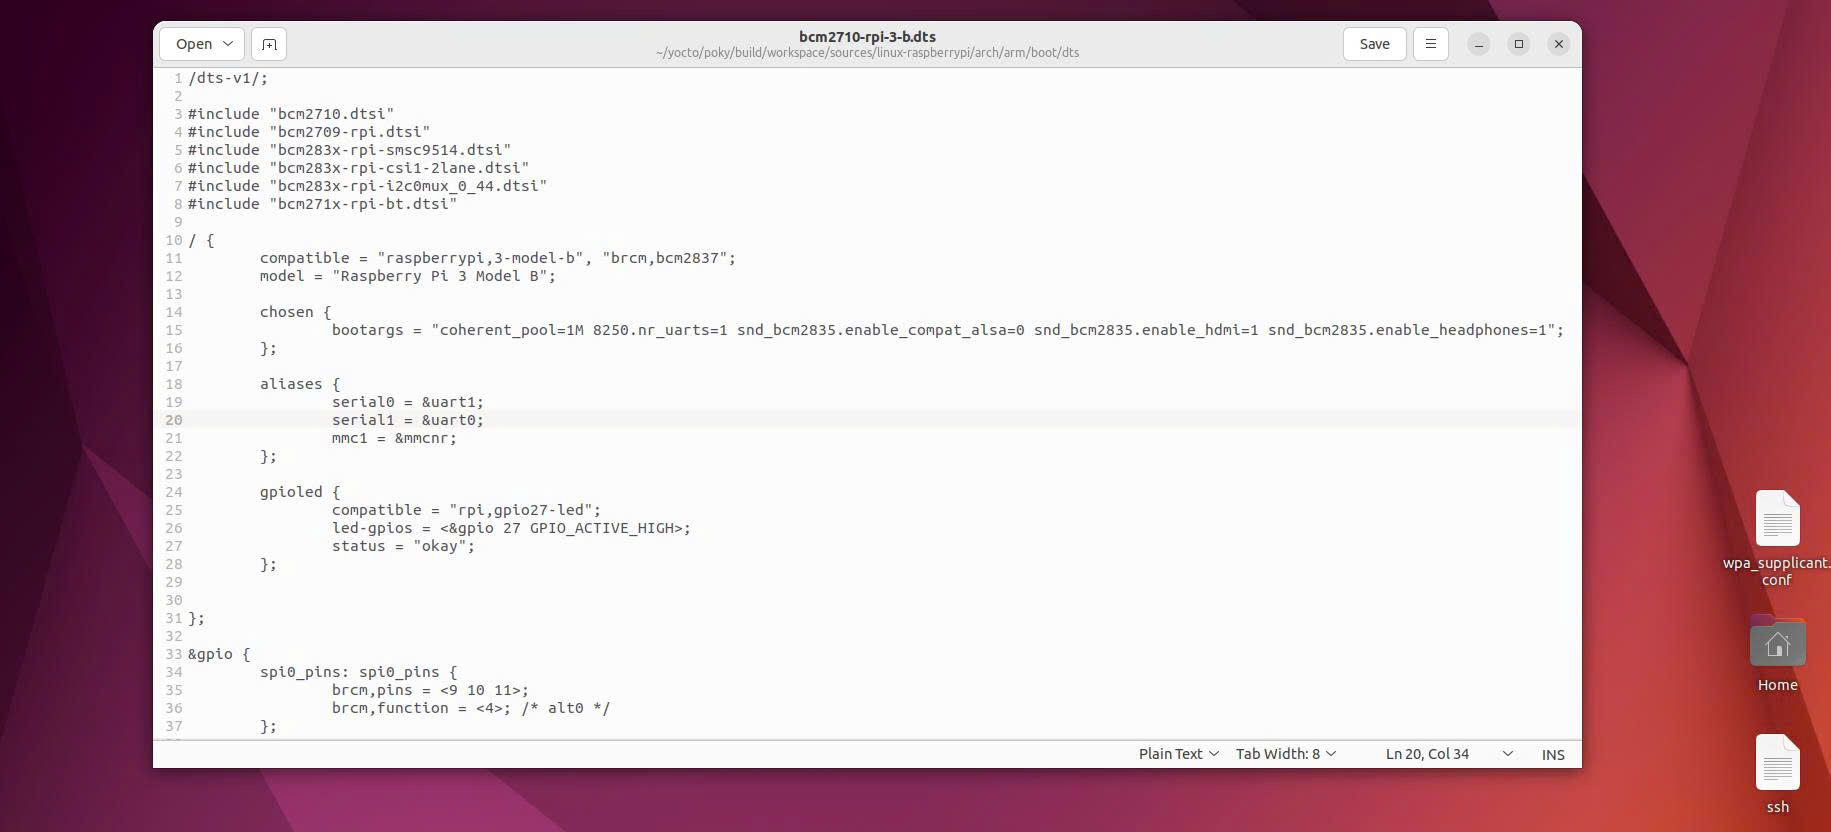 Open
bcm2710-rpi-3-b.dts
~/yocto/poky/build/workspace/sources/linux-raspberrypi/arch/arm/boot/dts
Save
1 /dts-v1/;
2
3 #include "bcm2710.dtsi"
4 #include "bcm2709-rpi.dtsi"
5 #include "bcm283x-rpi-smsc9514.dtsi"
6 #include "bcm283x-rpi-csi1-2lane.dtsi"
7 #include "bcm283x-rpi-i2c0mux_0_44.dtsi"
8 #include "bcm271x-rpi-bt.dtsi"
9
10 / {
11 compatible = "raspberrypi,3-model-b", "brcm,bcm2837";
12 model = "Raspberry Pi 3 Model B";
13
14 chosen {
15 bootargs = "coherent_pool=1M 8250.nr_uarts=1 snd_bcm2835.enable_compat_alsa=0 snd_bcm2835.enable_hdmi=1 snd_bcm2835.enable_headphones=1";
16 };
17
18 aliases {
19 serial0 = &uart1;
20 serial1 = &uart0;
21 mmc1 = &mmcnr;
22 };
23
24 gpioled {
25 compatible = "rpi,gpio27-led";
26 led-gpios = <&gpio 27 GPIO_ACTIVE_HIGH>;
27 status = "okay";
28 };
29
30
31 };
32
33 &gpio {
34 spi0_pins: spi0_pins {
35 brcm,pins = <9 10 11>;
36 brcm,function = <4>; /* alt0 */
37 };
Plain Text
Tab Width: 8
Ln 20, Col 34
INS
wpa_supplicant.
conf
Home
ssh